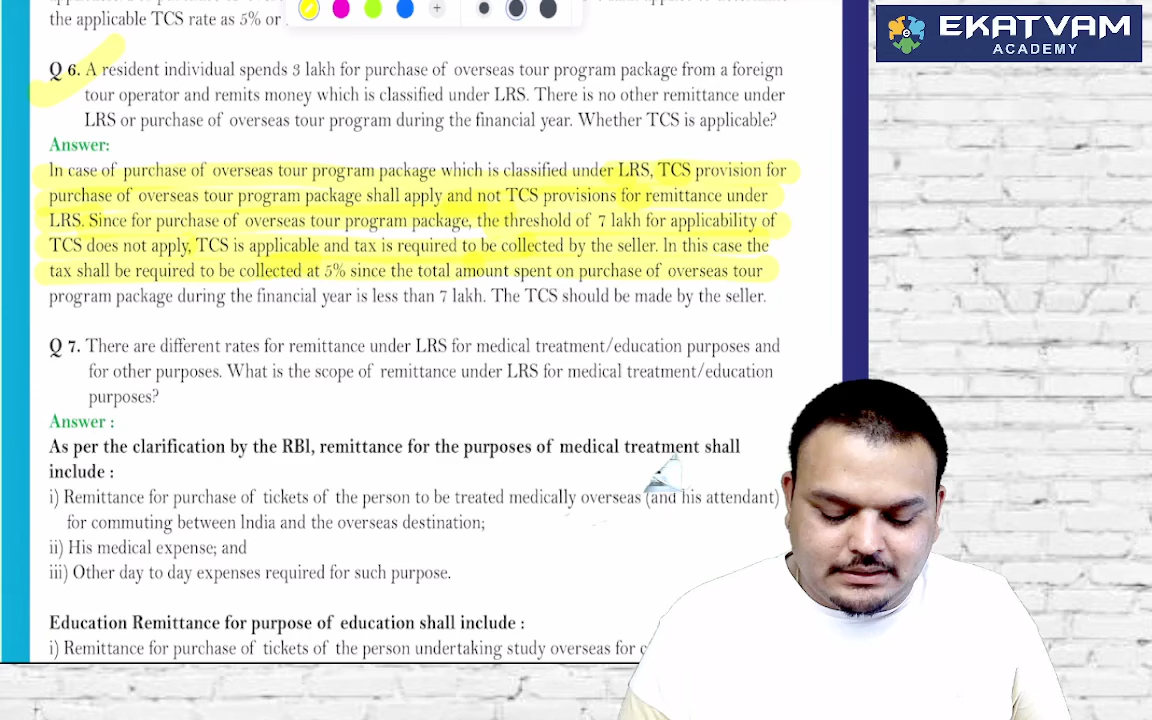 the applicable TCS rate as 5% or
EKATVAM
ACADEMY
Q 6. A resident individual spends 3 lakh for purchase of overseas tour program package from a foreign
tour operator and remits money which is classified under LRS. There is no other remittance under
LRS or purchase of overseas tour program during the financial year. Whether TCS is applicable?
Answer:
In case of purchase of overseas tour program package which is classified under LRS, TCS provision for
purchase of overseas tour program package shall apply and not TCS provisions for remittance under
LRS. Since for purchase of overseas tour program package, the threshold of 7 lakh for applicability of
TCS does not apply, TCS is applicable and tax is required to be collected by the seller. In this case the
tax shall be required to be collected at 5% since the total amount spent on purchase of overseas tour
program package during the financial year is less than 7 lakh. The TCS should be made by the seller.
Q 7. There are different rates for remittance under LRS for medical treatment/education purposes and
for other purposes. What is the scope of remittance under LRS for medical treatment/education
purposes?
Answer :
As per the clarification by the RBI, remittance for the purposes of medical treatment shall
include :
i) Remittance for purchase of tickets of the person to be treated medically overseas (and his attendant)
for commuting between India and the overseas destination;
ii) His medical expense; and
iii) Other day to day expenses required for such purpose.
Education Remittance for purpose of education shall include :
i) Remittance for purchase of tickets of the person undertaking study overseas for